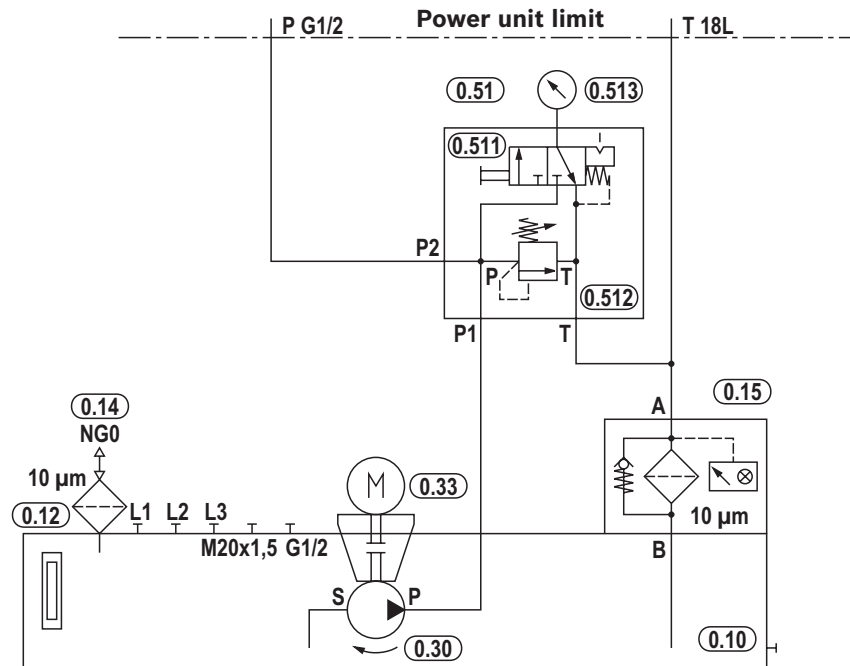 Power unit limit
P G1/2
T 18L
0.51
0.513
0.511
P2
P
T
0.512
P1
T
0.14
NG0
0.15
A
10 µm
M
0.33
0.12
L1 L2 L3
10 µm
M20x1,5 G1/2
B
S
P
0.30
0.10